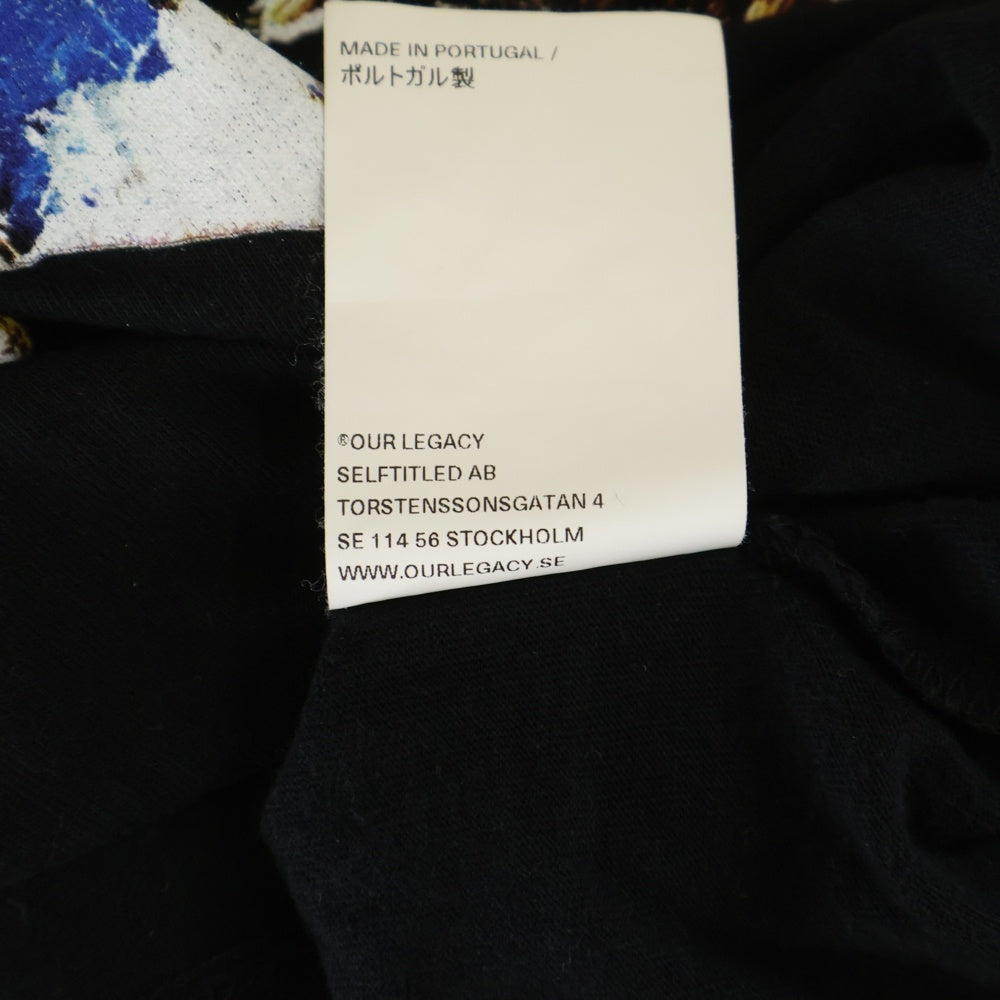 MADE IN PORTUGAL /
ポルトガル製
®OUR LEGACY
SELFTITLED AB
TORSTENSSONSGATAN 4
SE 114 56 STOCKHOLM
WWW.OURLEGACY.SE